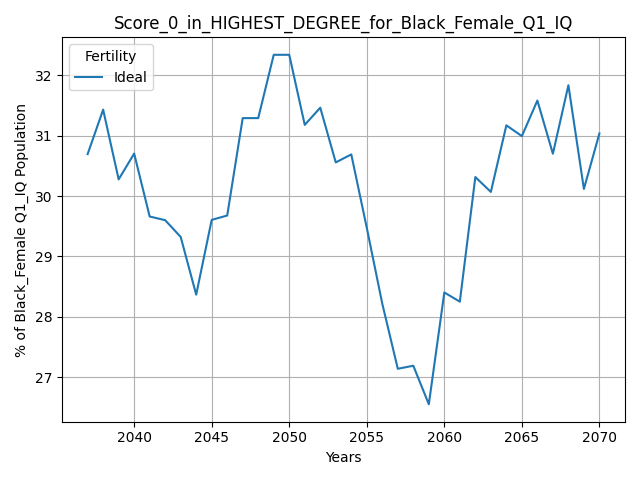 Score_0_in_HIGHEST_DEGREE_for_Black_Female_Q1_IQ
Fertility
Ideal
% of Black_Female Q1_IQ Population
32
31
30
29
28
27
2040
2045
2050
2055
2060
2065
2070
Years